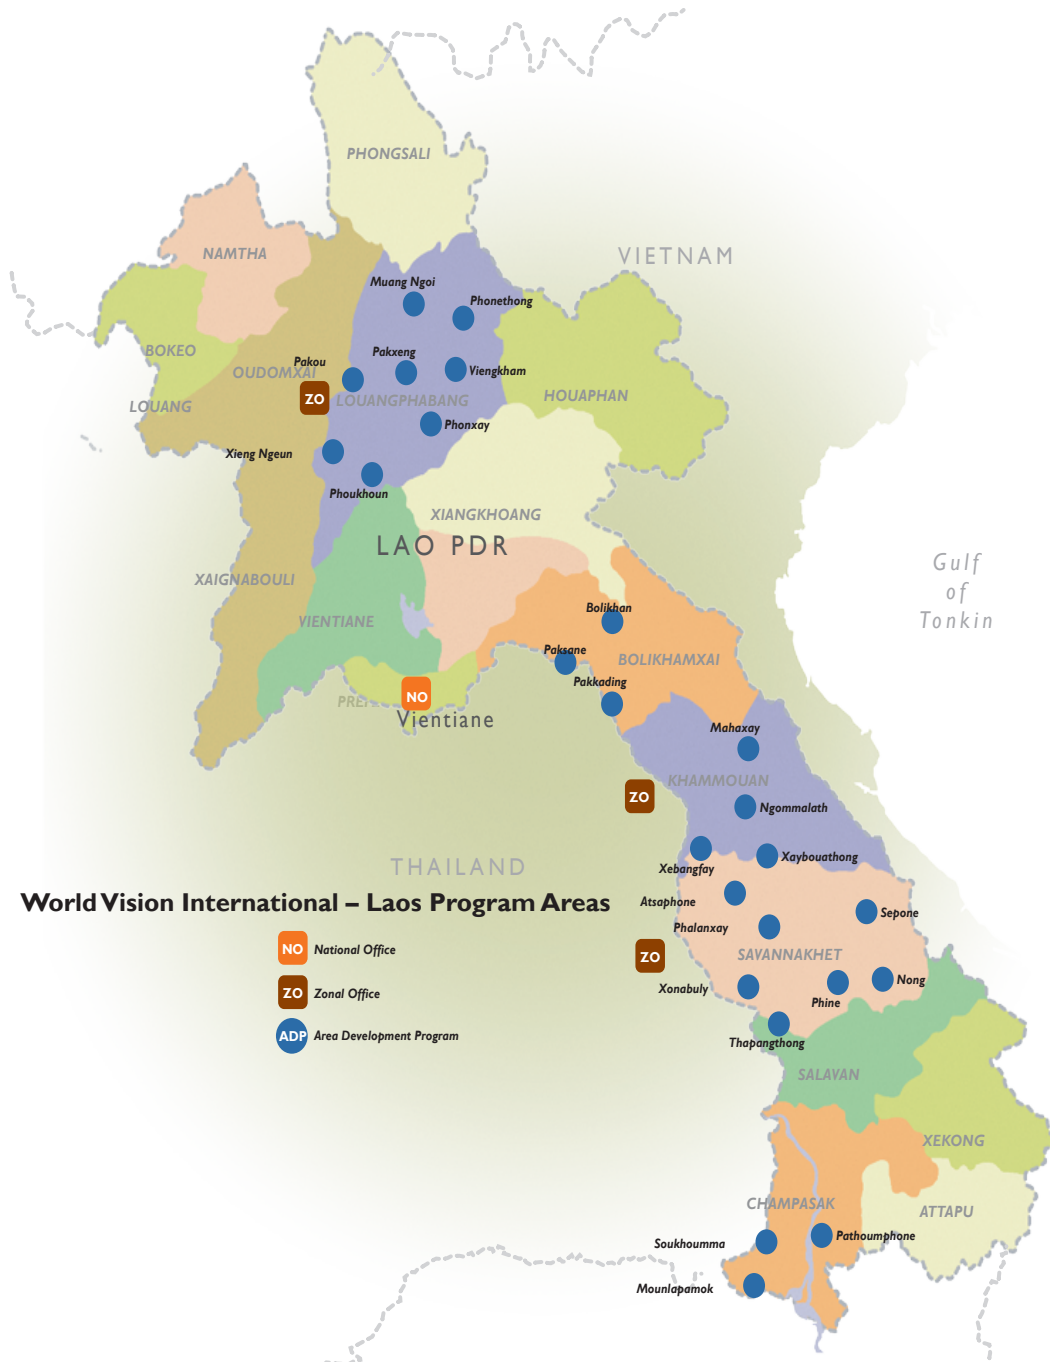 PHONGSALI
NAMTHA
VIETNAM
Muang Ngoi
Phonethong
BOKEO
Pakou
Pakxeng
OUDOMXAI
Viengkham
ZO
LOUANGPHABANG
HOUAPHAN
LOUANG
Phonxay
Xieng Ngeun
Phoukhoun
XIANGKHOANG
LAO PDR
Gulf
of
Tonkin
XAIGNABOULI
VIENTIANE
Bolikhan
Paksane
BOLIKHAMXAI
Pakkading
NO
Vientiane
Mahaxay
KHAMMOUAN
ZO
Ngommalath
Xaybouathong
THAILAND
Xebangfay
World Vision International – Laos Program Areas
Atsaphone
Sepone
Phalanxay
NO National Office
ZO
SAVANNAKHET
Nong
Xonabuly
ZO Zonal Office
Phine
ADP Area Development Program
Thapangthong
SALAVAN
XEKONG
CHAMPASAK
ATTAPU
Soukhoumma
Pathoumphone
Mounlapamok